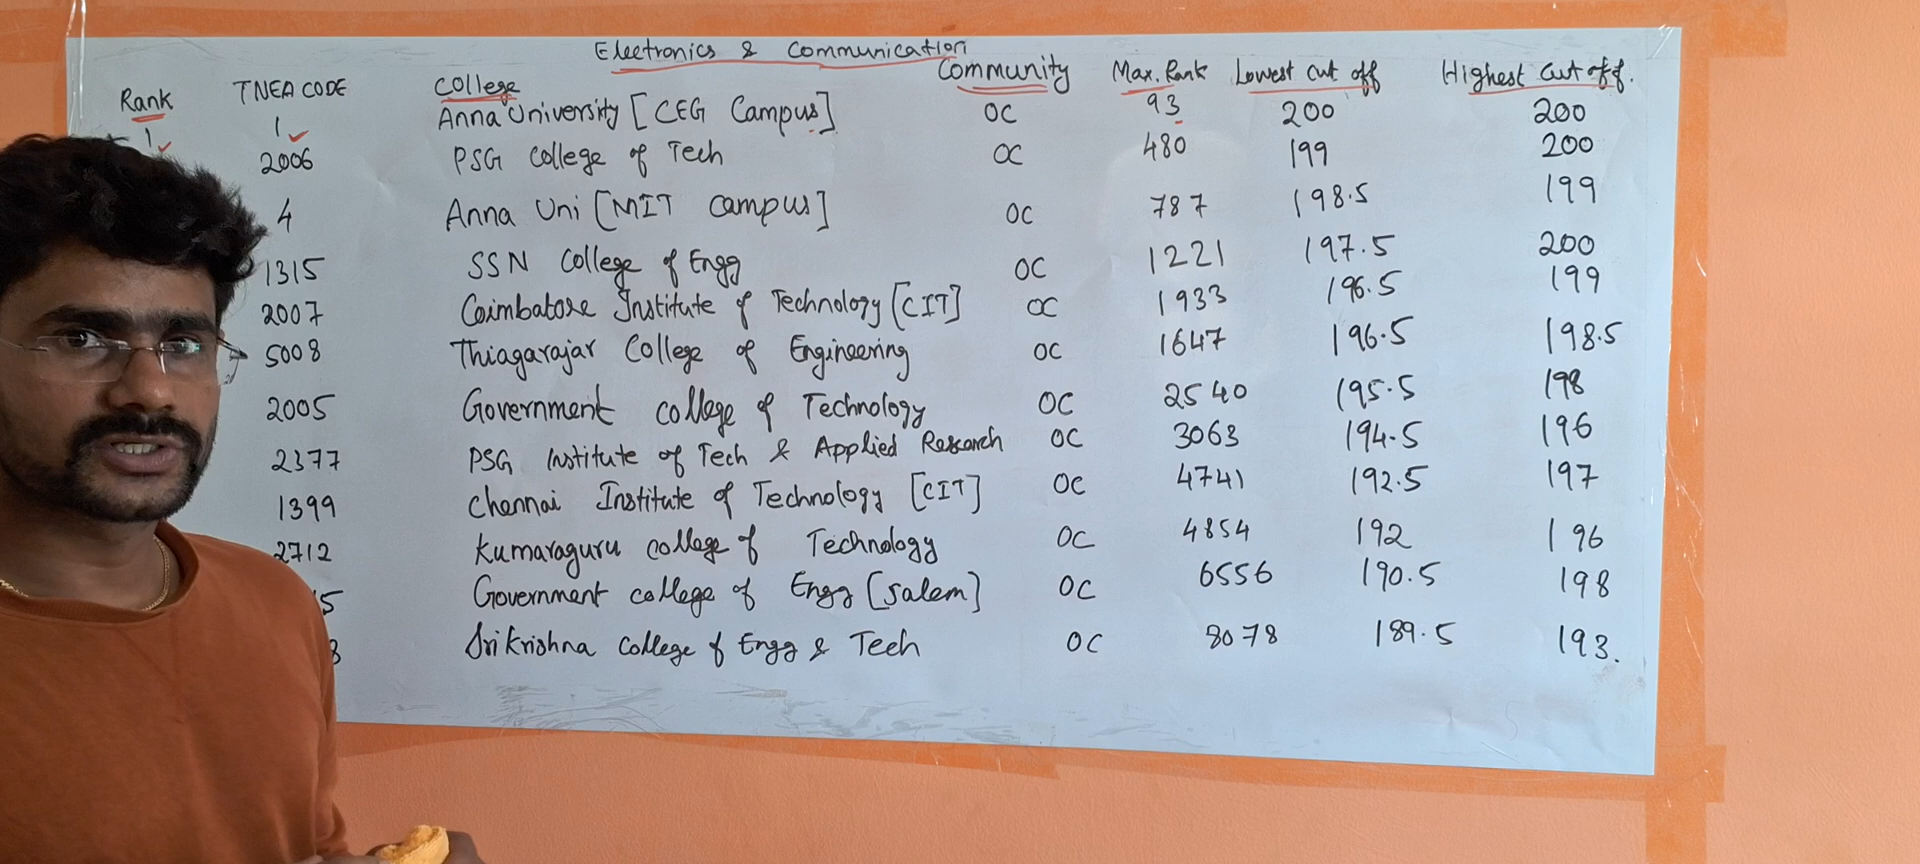 Electronics & Communication
Rank TNEA CODE College Community Max. Rank Lowest cut off Highest cut off.
1 1 Anna University [CEG Campus] OC 93 200 200
2006 PSG College of Tech OC 480 199 200
4 Anna Uni [MIT campus] OC 787 198.5 199
1315 SSN College of Engg OC 1221 197.5 200
2007 Coimbatore Institute of Technology [CIT] OC 1933 196.5 199
5008 Thiagarajar College of Engineering OC 1647 196.5 198.5
2005 Government college of Technology OC 2540 195.5 198
2377 PSG Institute of Tech & Applied Research OC 3063 194.5 196
1399 Chennai Institute of Technology [CIT] OC 4741 192.5 197
2712 Kumaraguru college of Technology OC 4854 192 196
5 Government college of Engg [Salem] OC 6556 190.5 198
Sri Krishna College of Engg & Tech OC 8078 189.5 193.